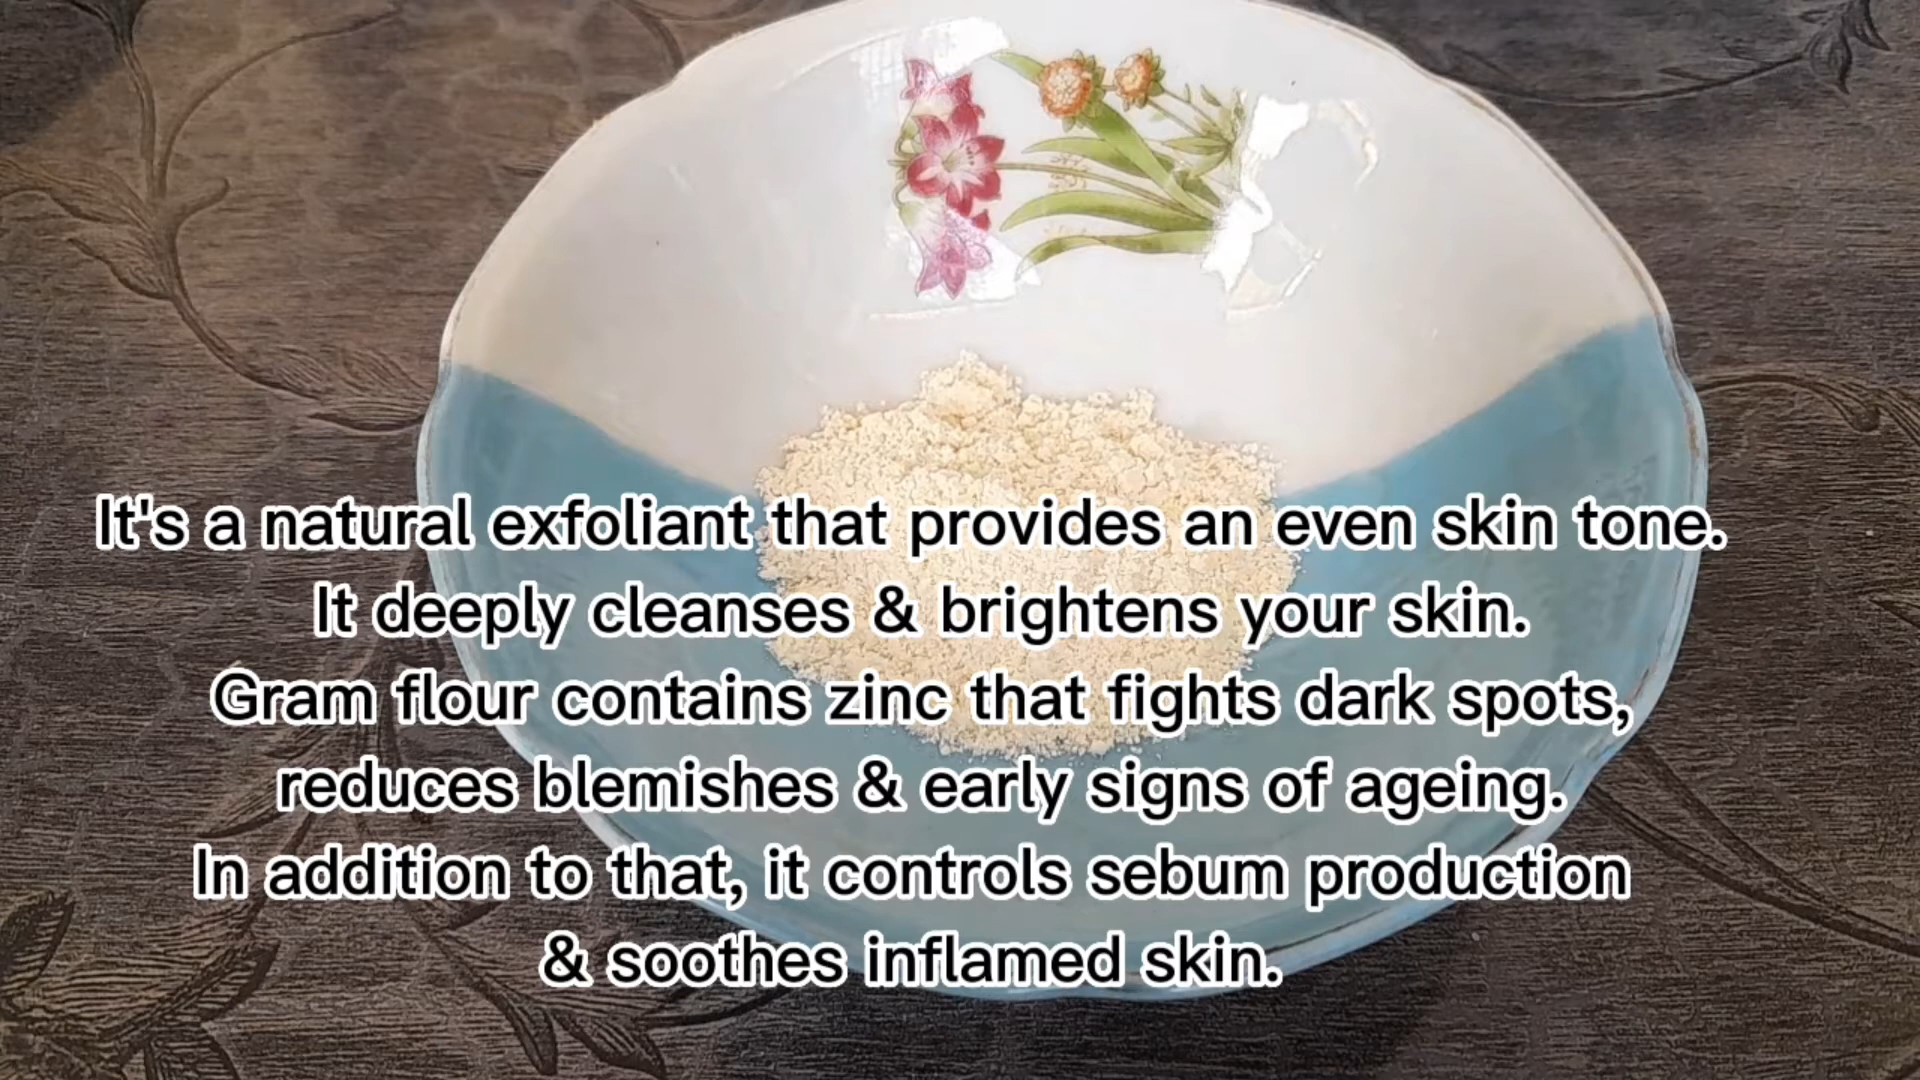 It's a natural exfoliant that provides an even skin tone.
It deeply cleanses & brightens your skin.
Gram flour contains zinc that fights dark spots,
reduces blemishes & early signs of ageing.
In addition to that, it controls sebum production
& soothes inflamed skin.